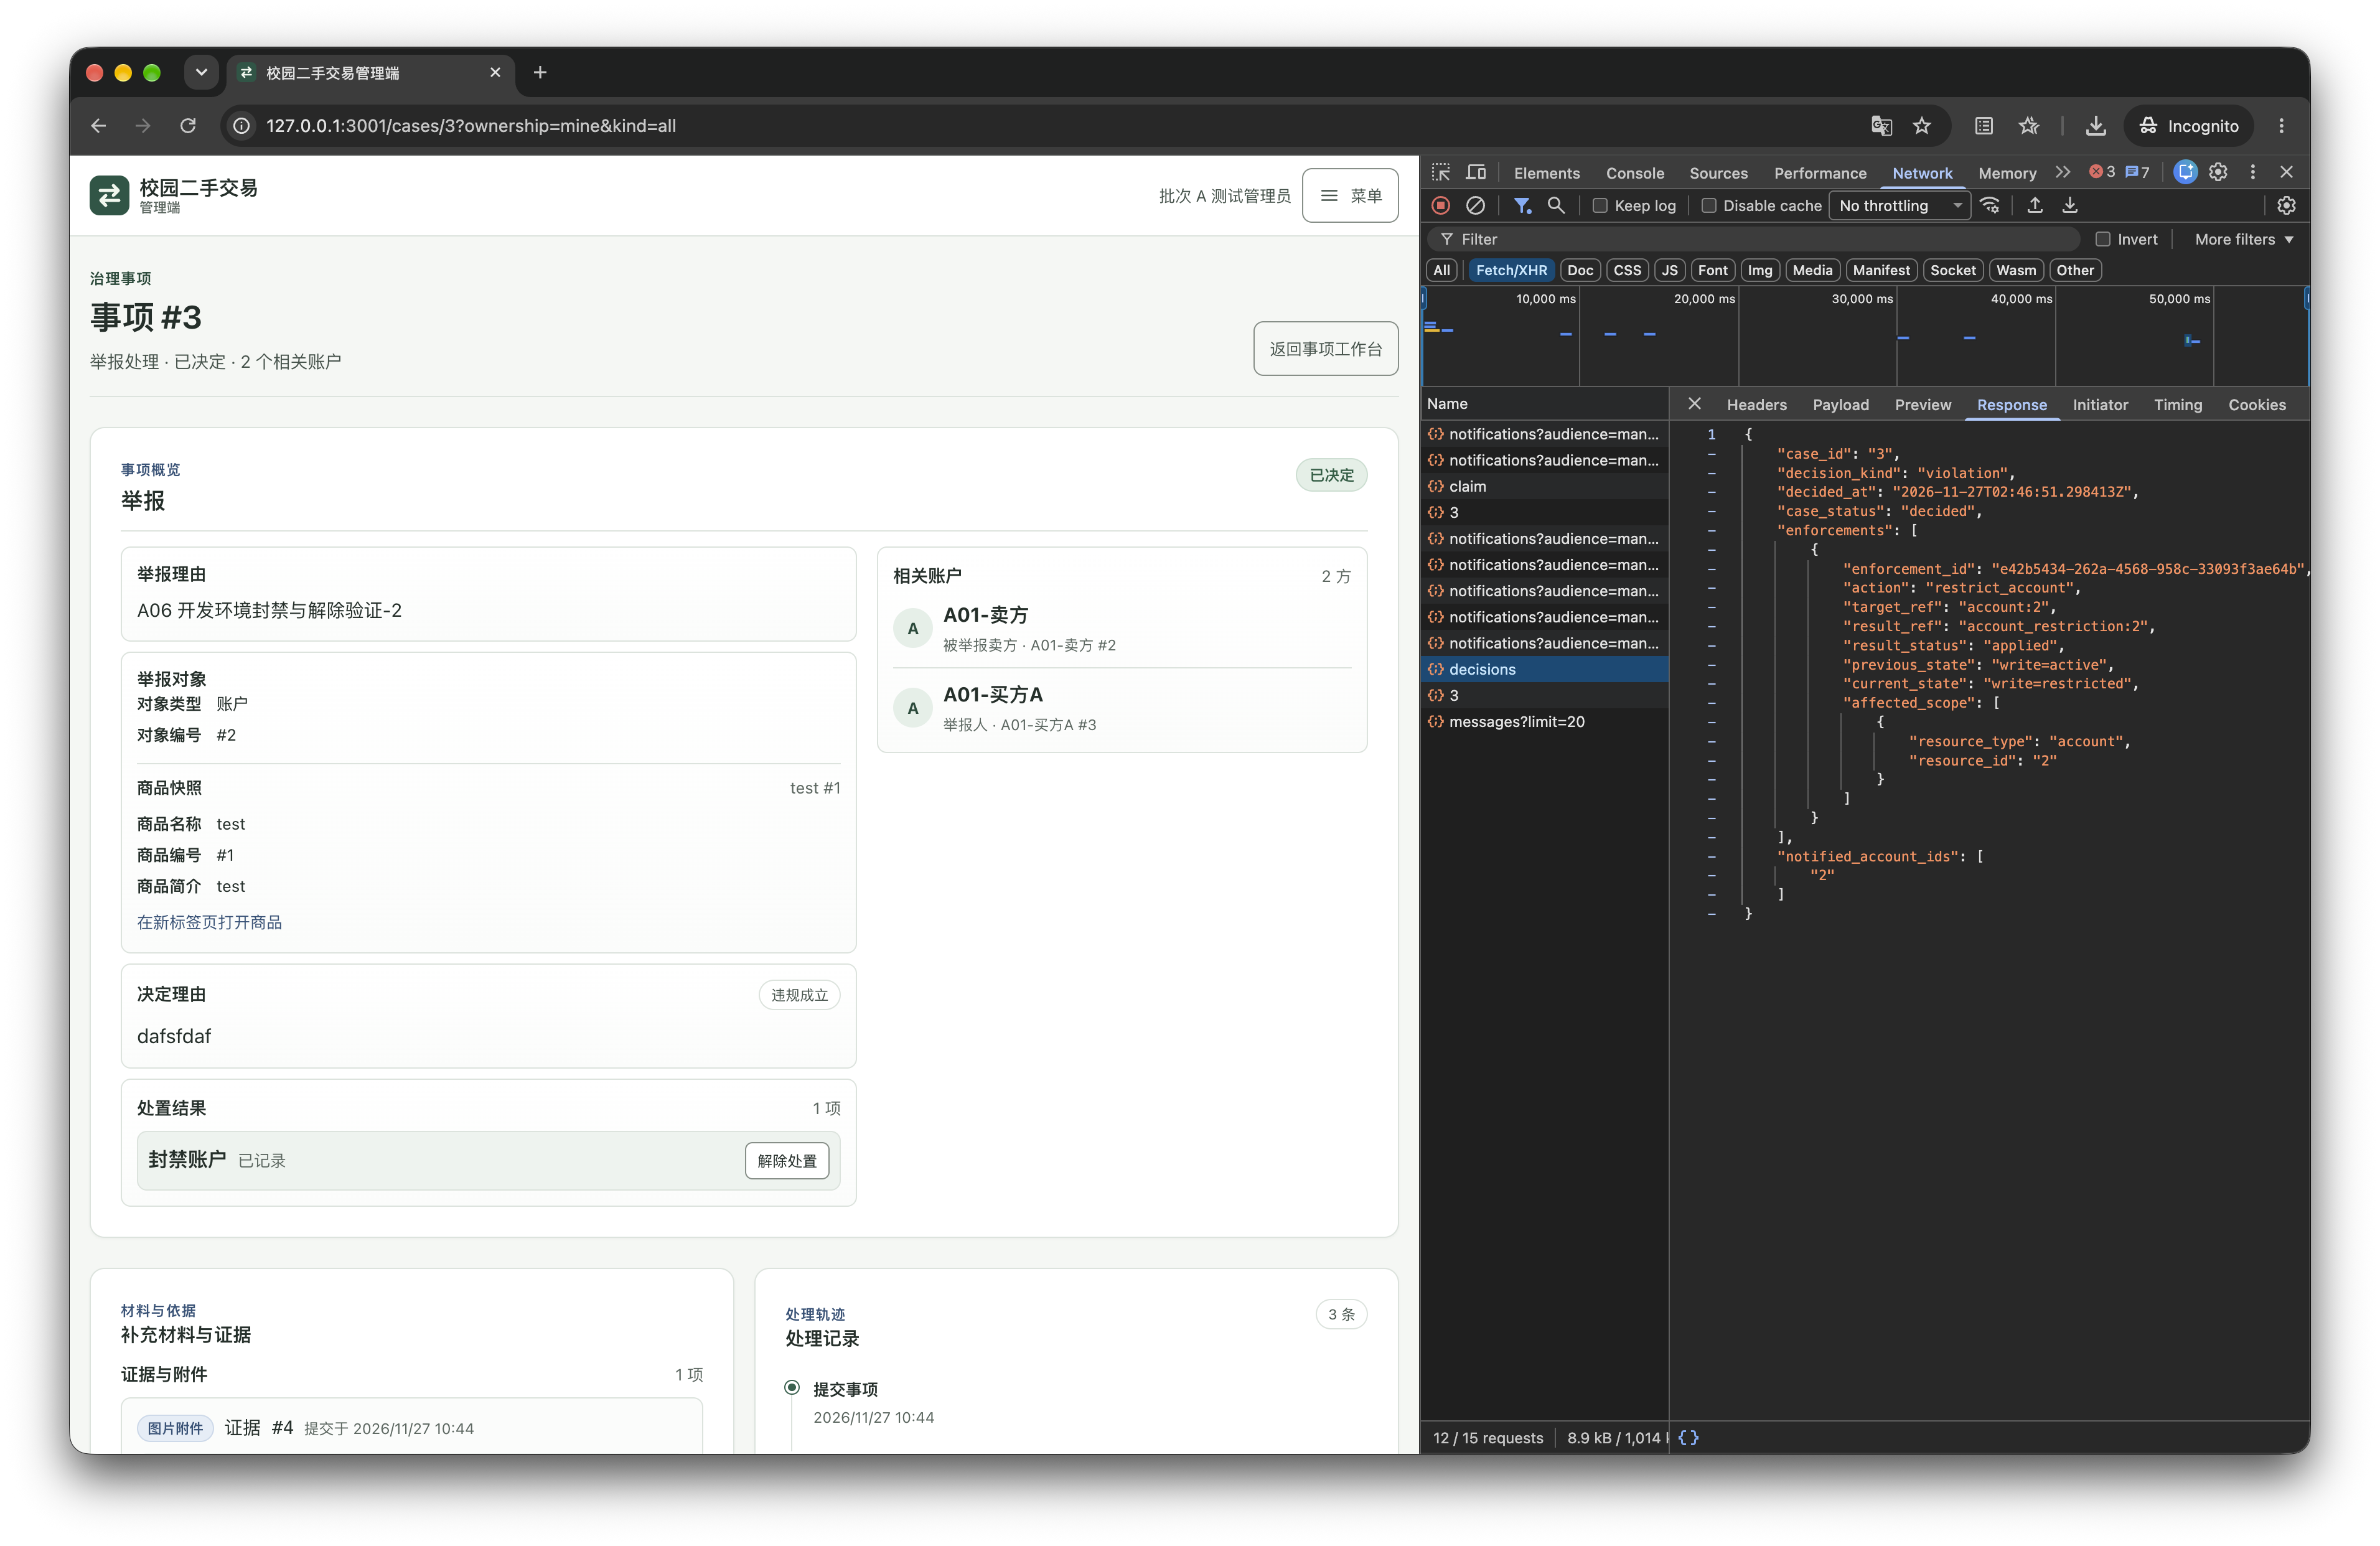 校园二手交易管理端
127.0.0.1:3001/cases/3?ownership=mine&kind=all
Incognito
校园二手交易
管理端
批次 A 测试管理员
菜单
治理事项
事项 #3
举报处理 · 已决定 · 2 个相关账户
返回事项工作台
事项概览
举报
已决定
举报理由
A06 开发环境封禁与解除验证-2
举报对象
对象类型 账户
对象编号 #2
商品快照 test #1
商品名称 test
商品编号 #1
商品简介 test
在新标签页打开商品
决定理由 违规成立
dafsfdaf
处置结果 1 项
封禁账户 已记录 解除处置
相关账户 2 方
A A01-卖方
被举报卖方 · A01-卖方 #2
A A01-买方A
举报人 · A01-买方A #3
材料与依据
补充材料与证据
证据与附件 1 项
图片附件 证据 #4 提交于 2026/11/27 10:44
处理轨迹
处理记录
3 条
提交事项
2026/11/27 10:44
Elements Console Sources Performance Network Memory 3 7
Keep log Disable cache No throttling
Filter Invert More filters
All Fetch/XHR Doc CSS JS Font Img Media Manifest Socket Wasm Other
10,000 ms 20,000 ms 30,000 ms 40,000 ms 50,000 ms
Name
notifications?audience=man...
notifications?audience=man...
claim
3
notifications?audience=man...
notifications?audience=man...
notifications?audience=man...
notifications?audience=man...
notifications?audience=man...
decisions
3
messages?limit=20
Headers Payload Preview Response Initiator Timing Cookies
1 {
"case_id": "3",
"decision_kind": "violation",
"decided_at": "2026-11-27T02:46:51.298413Z",
"case_status": "decided",
"enforcements": [
{
"enforcement_id": "e42b5434-262a-4568-958c-33093f3ae64b",
"action": "restrict_account",
"target_ref": "account:2",
"result_ref": "account_restriction:2",
"result_status": "applied",
"previous_state": "write=active",
"current_state": "write=restricted",
"affected_scope": [
{
"resource_type": "account",
"resource_id": "2"
}
]
}
],
"notified_account_ids": [
"2"
]
}
12 / 15 requests 8.9 kB / 1,014
{}